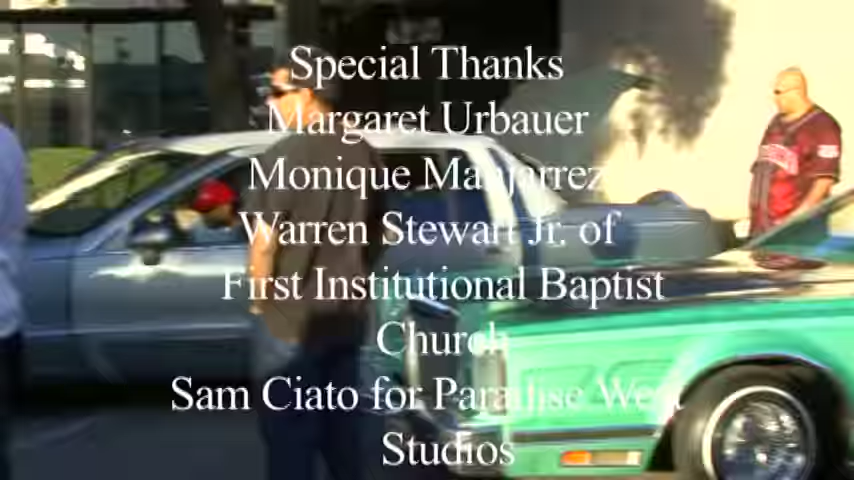 Special Thanks
Margaret Urbauer
Monique Manjarrez
Warren Stewart Jr. of
First Institutional Baptist
Church
Sam Ciato for Paradise West
Studios